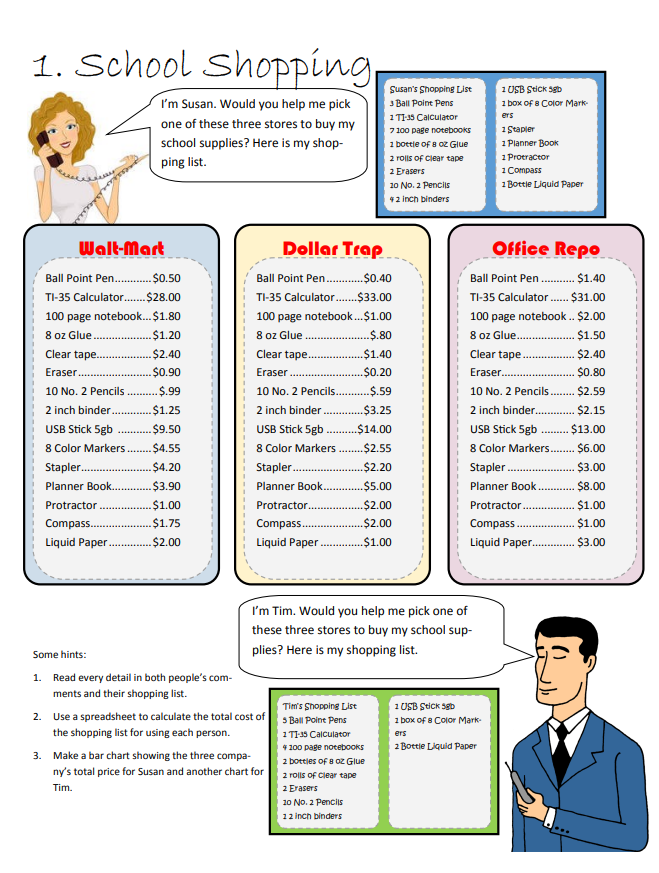 1. School Shopping
I'm Susan. Would you help me pick
one of these three stores to buy my
school supplies? Here is my shop-
ping list.
Susan's Shopping List
3 Ball Point Pens
1 TI-35 Calculator
7 100 page notebooks
1 bottle of 8 oz Glue
2 rolls of clear tape
2 Erasers
10 No. 2 Pencils
4 2 inch binders
1 USB Stick 5gb
1 box of 8 Color Mark-
ers
1 Stapler
1 Planner Book
1 Protractor
1 Compass
1 Bottle Liquid Paper
Walt-Mart
Ball Point Pen............$0.50
TI-35 Calculator.......$28.00
100 page notebook...$1.80
8 oz Glue..................$1.20
Clear tape.................$2.40
Eraser.......................$0.90
10 No. 2 Pencils........$.99
2 inch binder............$1.25
USB Stick 5gb ..........$9.50
8 Color Markers .......$4.55
Stapler......................$4.20
Planner Book............$3.90
Protractor ................$1.00
Compass...................$1.75
Liquid Paper .............$2.00
Dollar Trap
Ball Point Pen............$0.40
TI-35 Calculator.......$33.00
100 page notebook...$1.00
8 oz Glue ..................$.80
Clear tape.................$1.40
Eraser.......................$0.20
10 No. 2 Pencils ........$.59
2 inch binder ............$3.25
USB Stick 5gb ........$14.00
8 Color Markers .......$2.55
Stapler......................$2.20
Planner Book............$5.00
Protractor .................$2.00
Compass...................$2.00
Liquid Paper .............$1.00
Office Repo
Ball Point Pen............$1.40
TI-35 Calculator ......$31.00
100 page notebook .. $2.00
8 oz Glue..................$1.50
Clear tape.................$2.40
Eraser.......................$0.80
10 No. 2 Pencils .......$2.59
2 inch binder............$2.15
USB Stick 5gb ........$13.00
8 Color Markers .......$6.00
Stapler .....................$3.00
Planner Book ...........$8.00
Protractor ................$1.00
Compass ..................$1.00
Liquid Paper.............$3.00
I'm Tim. Would you help me pick one of
these three stores to buy my school sup-
plies? Here is my shopping list.
Some hints:
1. Read every detail in both people's com-
ments and their shopping list.
2. Use a spreadsheet to calculate the total cost of
the shopping list for using each person.
3. Make a bar chart showing the three compa-
ny's total price for Susan and another chart for
Tim.
Tim's Shopping List
5 Ball Point Pens
1 TI-35 Calculator
4 100 page notebooks
2 bottles of 8 oz Glue
2 rolls of clear tape
2 Erasers
10 No. 2 Pencils
1 2 inch binders
1 USB Stick 5gb
1 box of 8 Color Mark-
ers
2 Bottle Liquid Paper